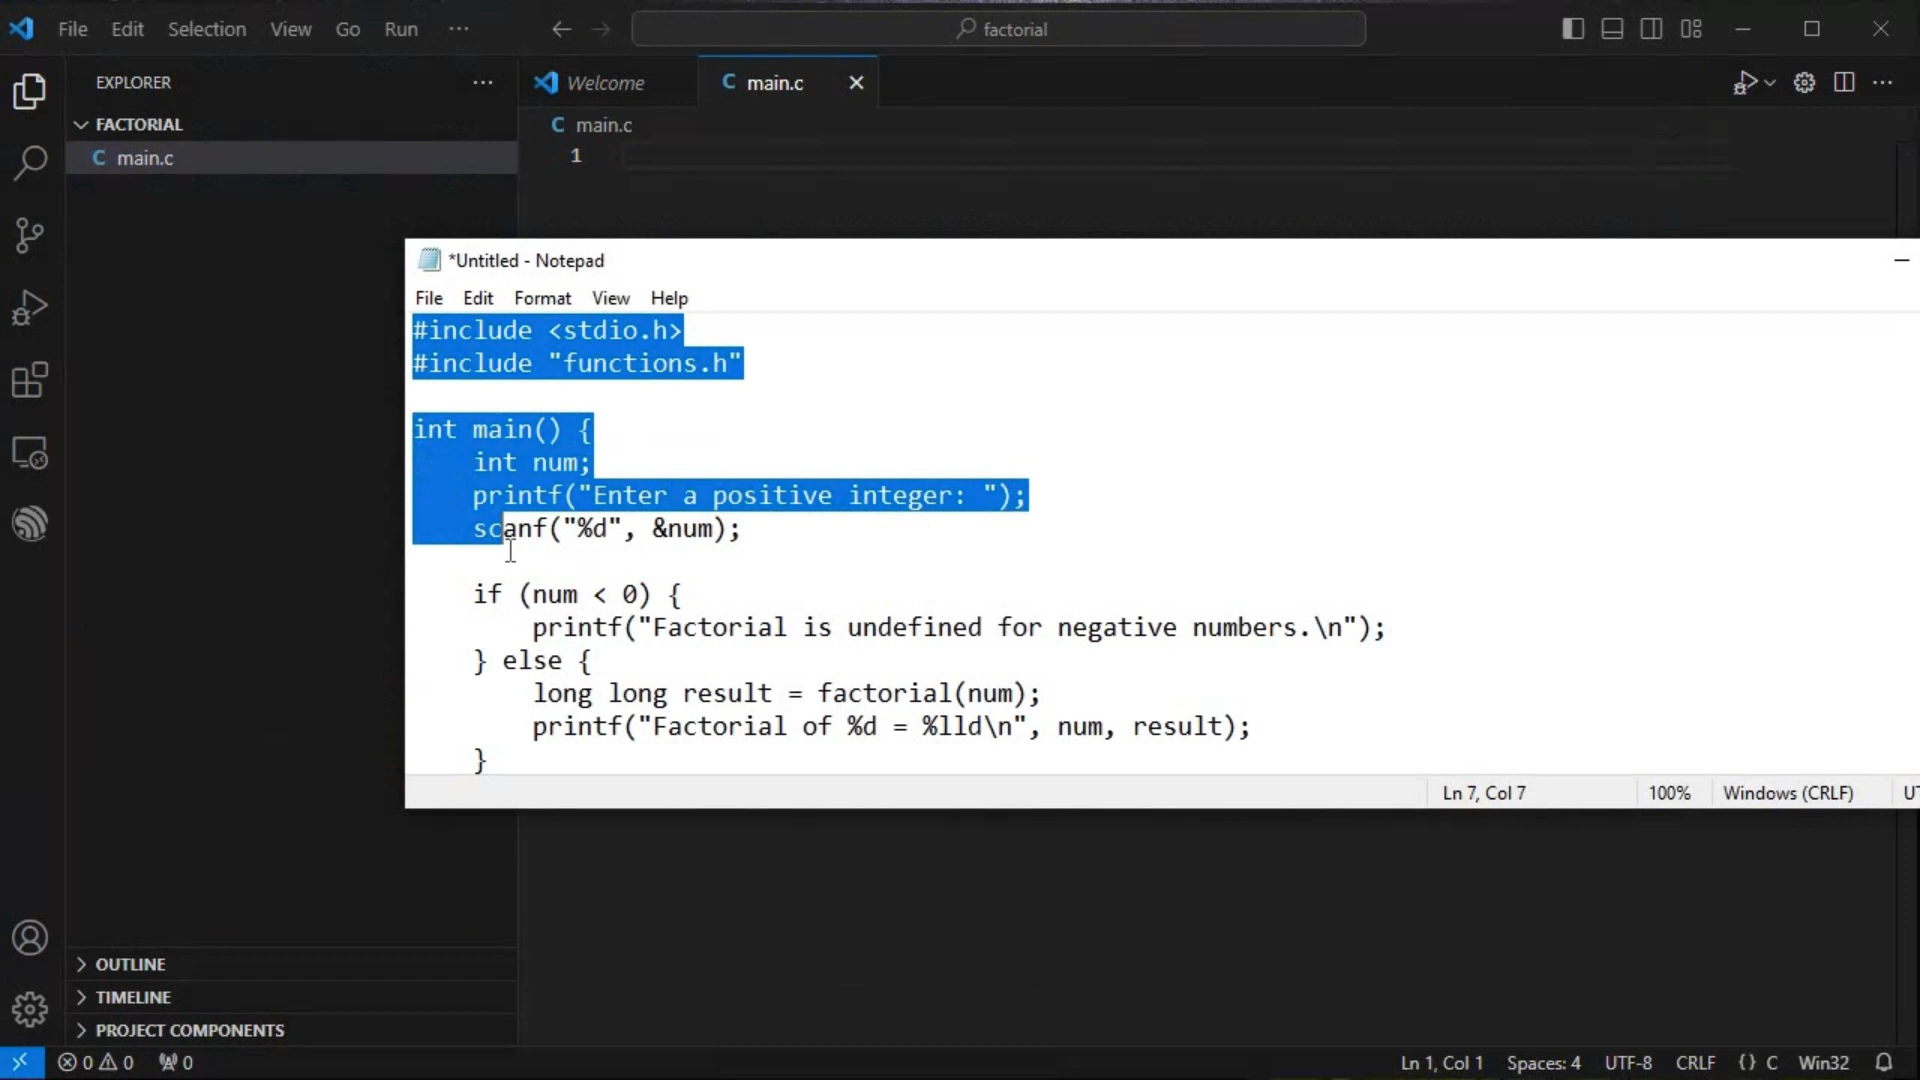 File Edit Selection View Go Run ··· factorial
EXPLORER ···
Welcome C main.c
FACTORIAL
C main.c
C main.c
1
*Untitled - Notepad
File Edit Format View Help
#include <stdio.h>
#include "functions.h"
int main() {
int num;
printf("Enter a positive integer: ");
scanf("%d", &num);
if (num < 0) {
printf("Factorial is undefined for negative numbers.\n");
} else {
long long result = factorial(num);
printf("Factorial of %d = %lld\n", num, result);
}
Ln 7, Col 7 100% Windows (CRLF) UT
OUTLINE
TIMELINE
PROJECT COMPONENTS
0 0 0 Ln 1, Col 1 Spaces: 4 UTF-8 CRLF {} C Win32